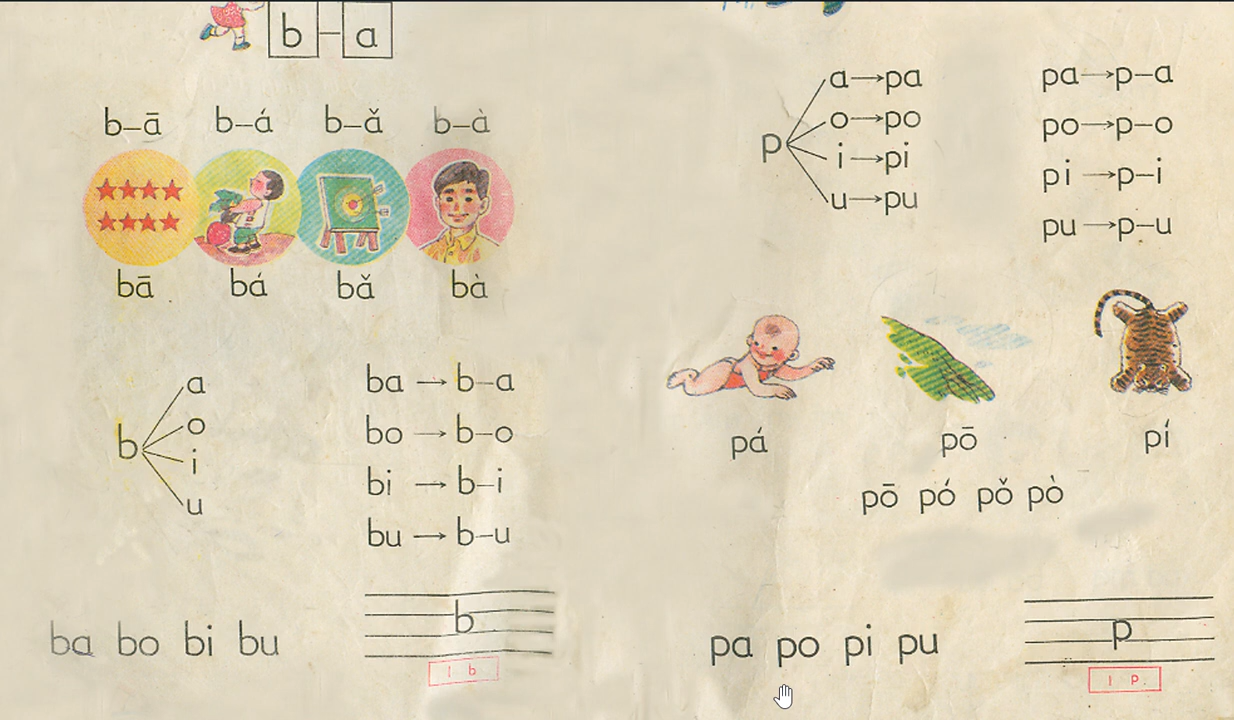 b–a
b–ā b–á b–ǎ b–à
bā bá bǎ bà
b
a
o
i
u
ba→b–a
bo→b–o
bi→b–i
bu→b–u
ba bo bi bu
b
l b
p
a→pa
o→po
i→pi
u→pu
pa→p–a
po→p–o
pi→p–i
pu→p–u
pá pō pí
pō pó pǒ pò
pa po pi pu
p
l p